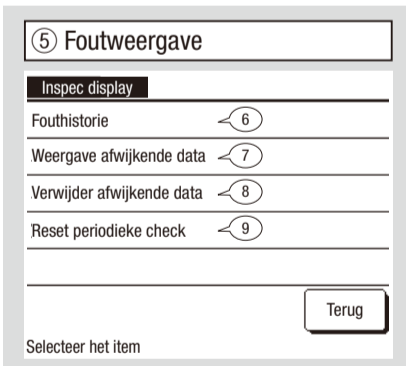 ⑤ Foutweergave
Inspec display
Fouthistorie 6
Weergave afwijkende data 7
Verwijder afwijkende data 8
Reset periodieke check 9
Terug
Selecteer het item